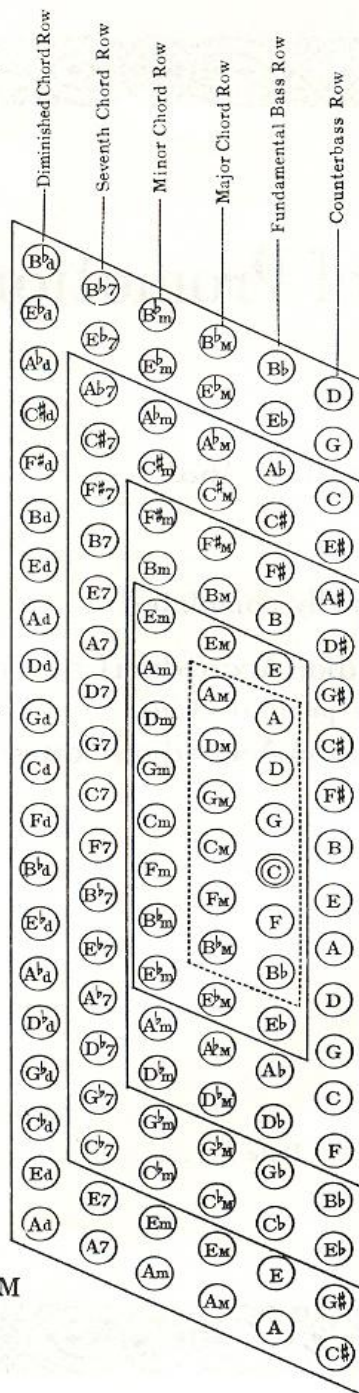 Diminished Chord Row
Seventh Chord Row
Minor Chord Row
Major Chord Row
Fundamental Bass Row
Counterbass Row
B♭d B♭7 B♭m B♭M B♭ D
E♭d E♭7 E♭m E♭M E♭ G
A♭d A♭7 A♭m A♭M A♭ C
C♯d C♯7 C♯m C♯M C♯ E♯
F♯d F♯7 F♯m F♯M F♯ A♯
Bd B7 Bm BM B D♯
Ed E7 Em EM E G♯
Ad A7 Am AM A C♯
Dd D7 Dm DM D F♯
Gd G7 Gm GM G B
Cd C7 Cm CM C E
Fd F7 Fm FM F A
B♭d B♭7 B♭m B♭M B♭ D
E♭d E♭7 E♭m E♭M E♭ G
A♭d A♭7 A♭m A♭M A♭ C
D♭d D♭7 D♭m D♭M D♭ F
G♭d G♭7 G♭m G♭M G♭ B♭
C♭d C♭7 C♭m C♭M C♭ E♭
Ed E7 Em EM E G♯
Ad A7 Am AM A C♯
M